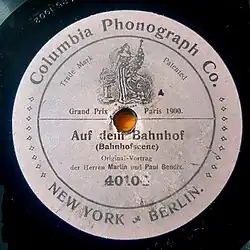 Columbia Phonograph Co.
Trade Mark
Patented
Grand Prix
Paris 1900.
Auf dem Bahnhof
(Bahnhofscene)
Original-Vortrag
der Herren Martin und Paul Bendix.
40102
NEW YORK & BERLIN.